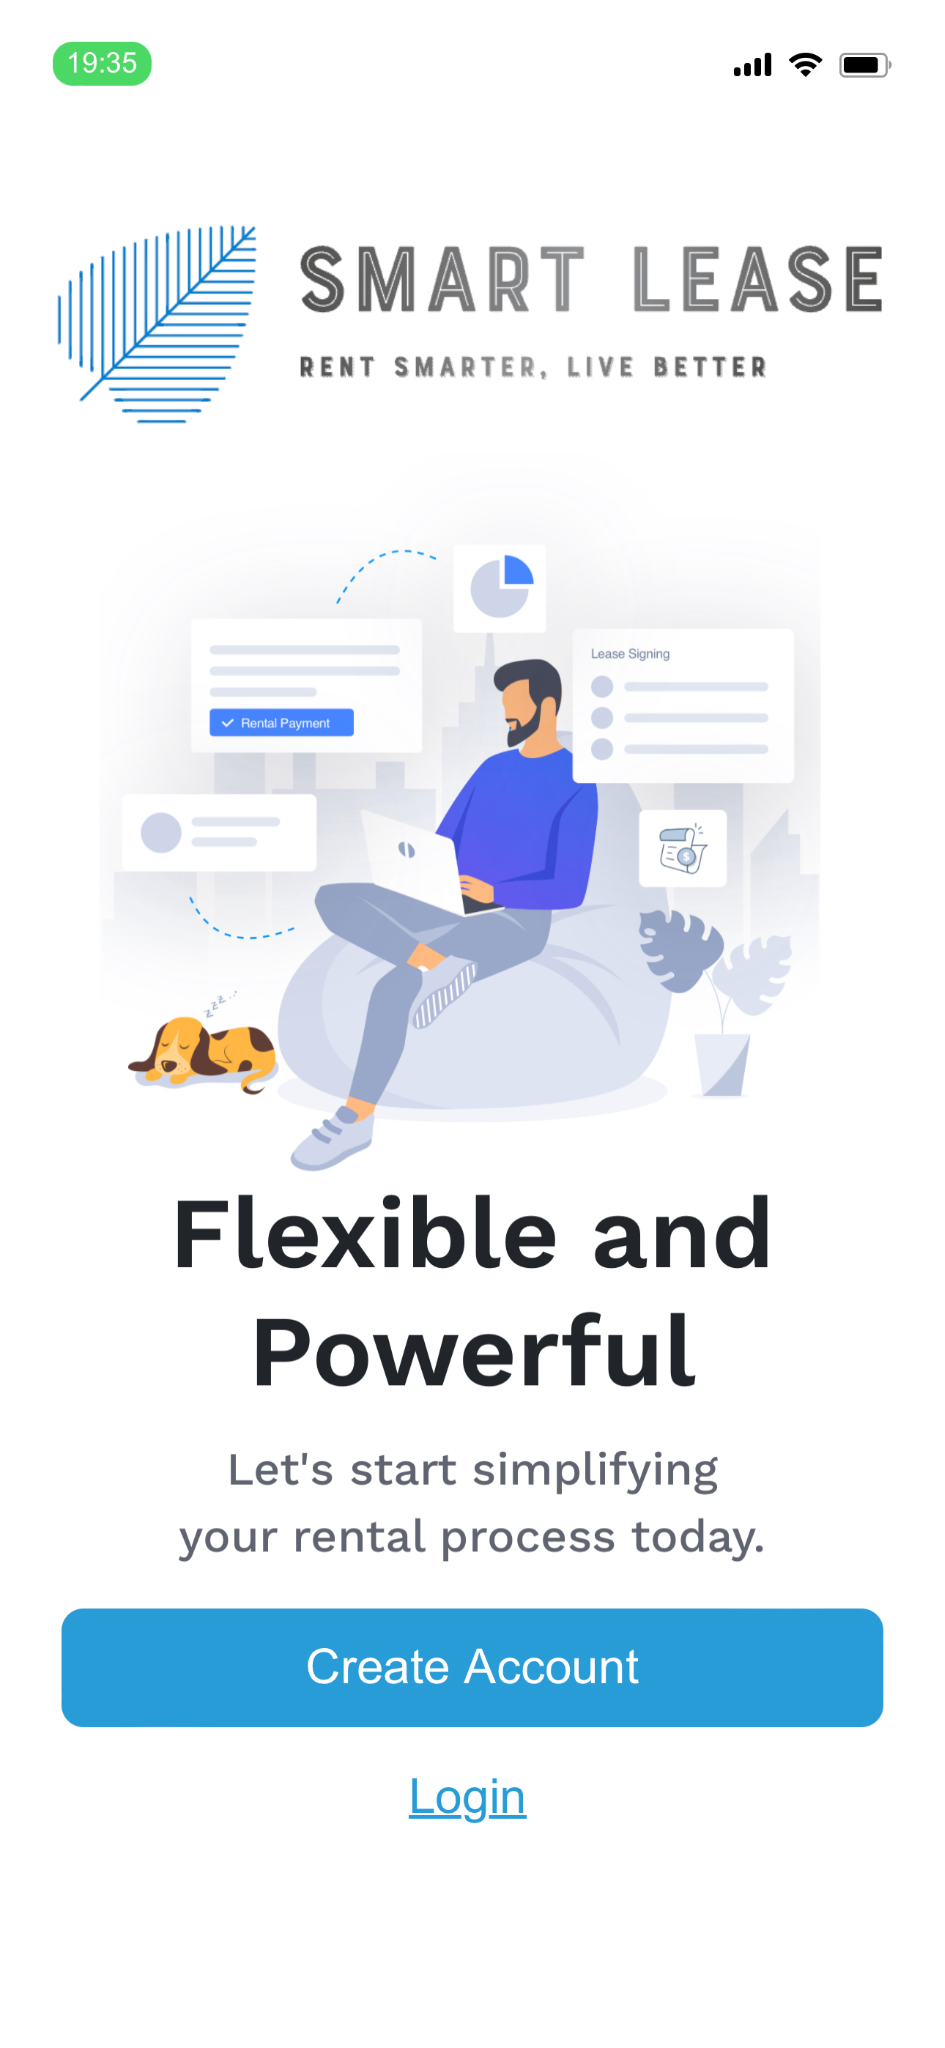 19:35
SMART LEASE
RENT SMARTER, LIVE BETTER
Lease Signing
Rental Payment
$
zzz
Flexible and
Powerful
Let's start simplifying
your rental process today.
Create Account
Login